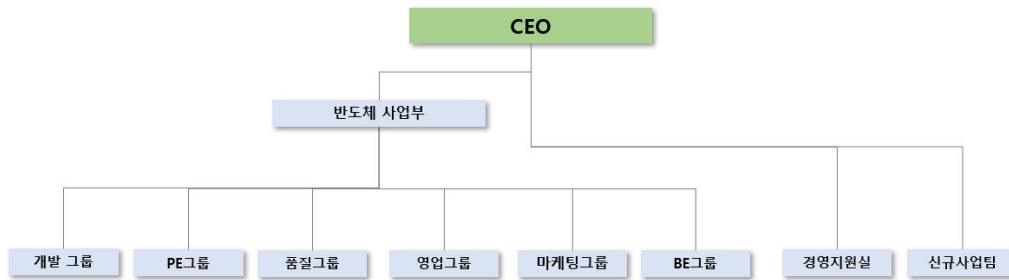 CEO
반도체 사업부
개발 그룹
PE그룹
품질그룹
영업그룹
마케팅그룹
BE그룹
경영지원실
신규사업팀